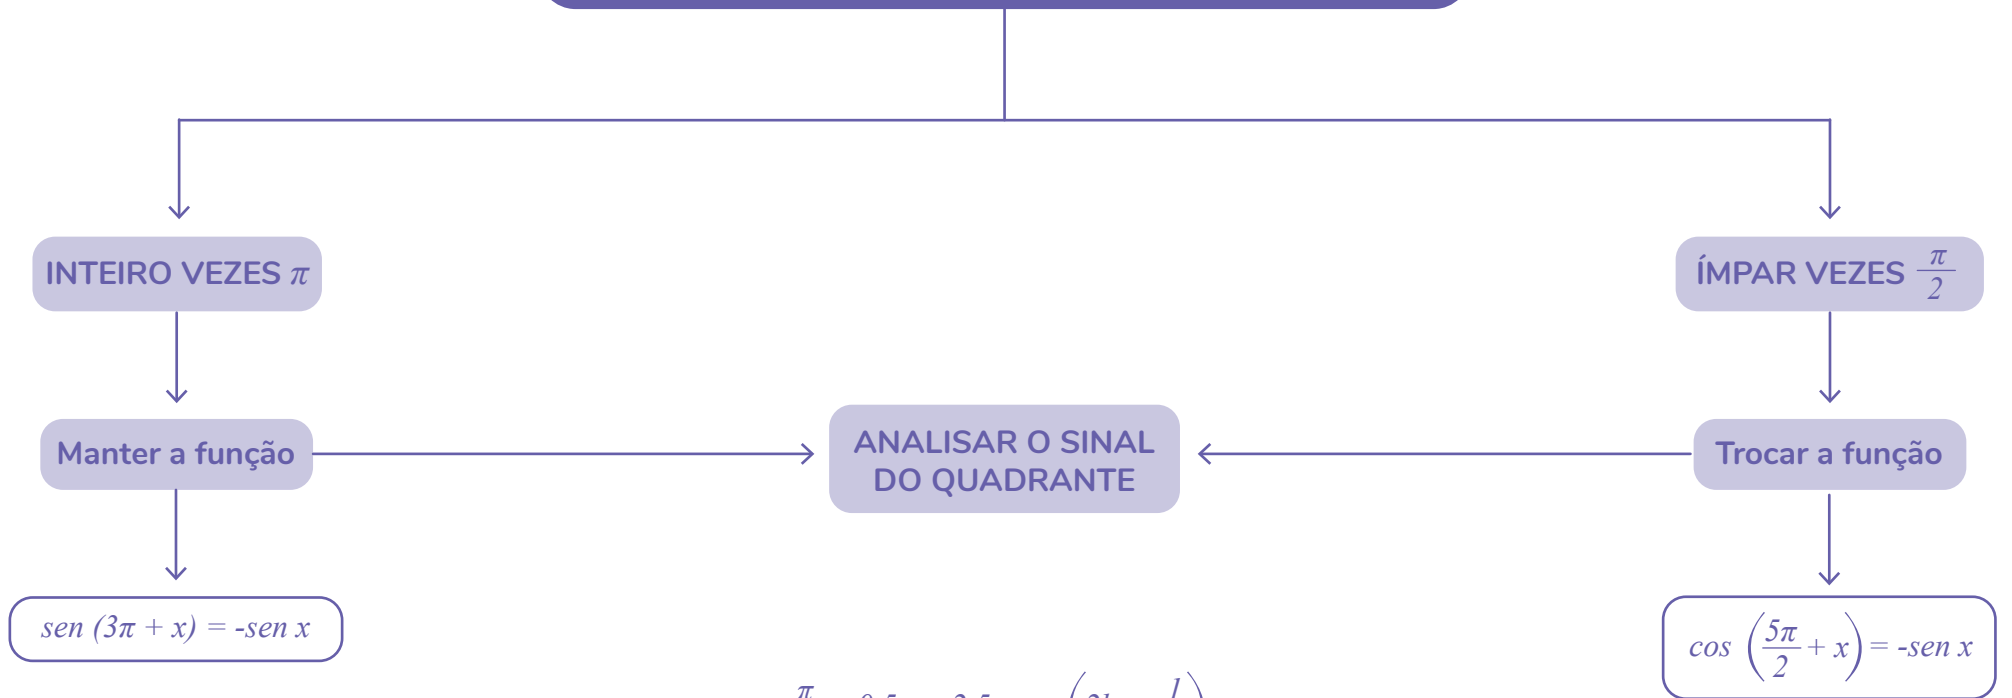 INTEIRO VEZES π
ÍMPAR VEZES π/2
Manter a função
ANALISAR O SINAL
DO QUADRANTE
Trocar a função
sen (3π + x) = -sen x
cos (5π/2 + x) = -sen x